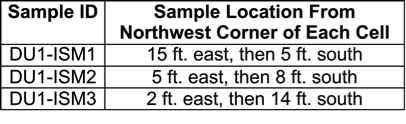 Sample ID Sample Location From
Northwest Corner of Each Cell
DU1-ISM1 15 ft. east, then 5 ft. south
DU1-ISM2 5 ft. east, then 8 ft. south
DU1-ISM3 2 ft. east, then 14 ft. south